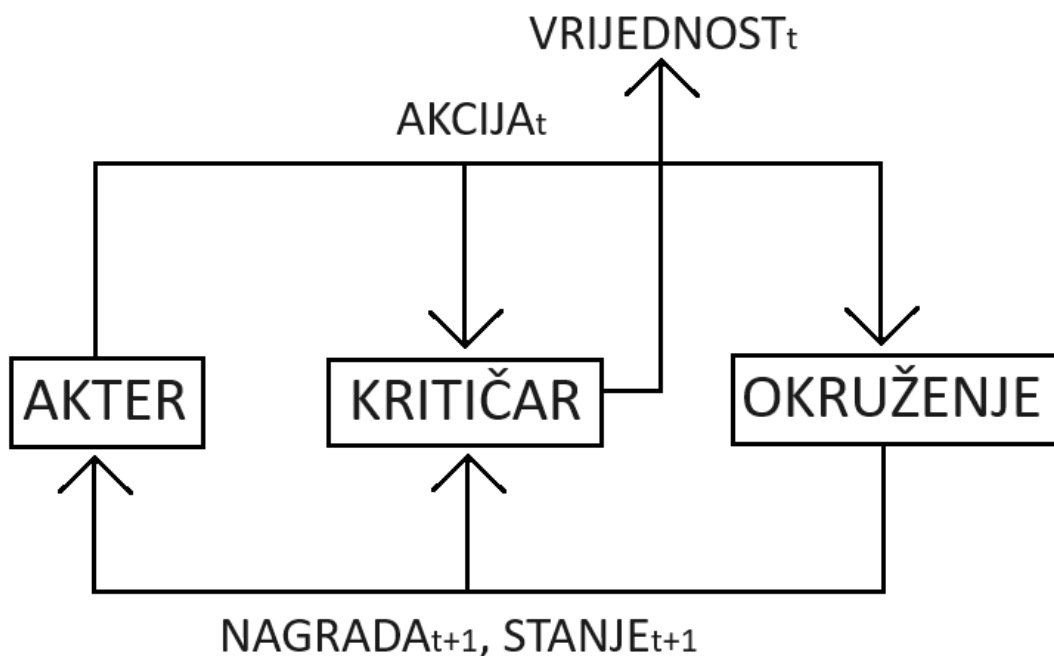 VRIJEDNOSTt
AKCIJAt
AKTER
KRITIČAR
OKRUŽENJE
NAGRADAt+1, STANJEt+1